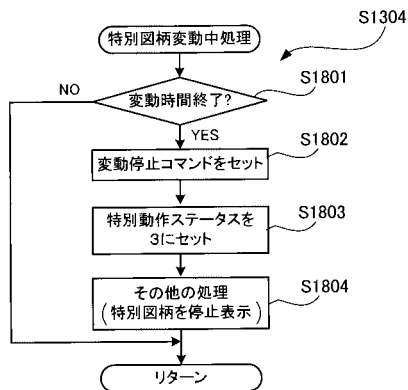 S1304
特別図柄変動中処理
S1801
変動時間終了?
NO
YES
S1802
変動停止コマンドをセット
S1803
特別動作ステータスを
3にセット
S1804
その他の処理
(特別図柄を停止表示)
リターン